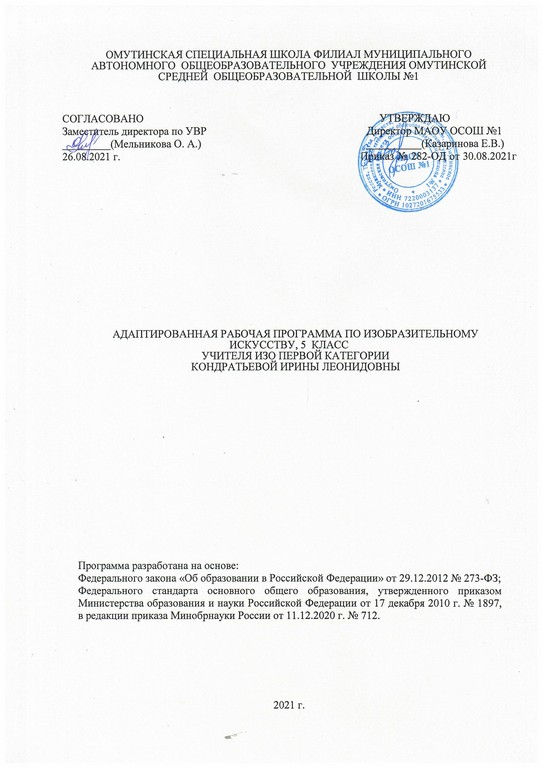 ОМУТИНСКАЯ СПЕЦИАЛЬНАЯ ШКОЛА ФИЛИАЛ МУНИЦИПАЛЬНОГО
АВТОНОМНОГО ОБЩЕОБРАЗОВАТЕЛЬНОГО УЧРЕЖДЕНИЯ ОМУТИНСКОЙ
СРЕДНЕЙ ОБЩЕОБРАЗОВАТЕЛЬНОЙ ШКОЛЫ №1
СОГЛАСОВАНО УТВЕРЖДАЮ
Заместитель директора по УВР Директор МАОУ ОСОШ №1
_________(Мельникова О. А.) (Казаринова Е.В.)
26.08.2021 г. Приказ № 282-ОД от 30.08.2021г
ОСОШ №1
АДАПТИРОВАННАЯ РАБОЧАЯ ПРОГРАММА ПО ИЗОБРАЗИТЕЛЬНОМУ
ИСКУССТВУ, 5 КЛАСС
УЧИТЕЛЯ ИЗО ПЕРВОЙ КАТЕГОРИИ
КОНДРАТЬЕВОЙ ИРИНЫ ЛЕОНИДОВНЫ
Программа разработана на основе:
Федерального закона «Об образовании в Российской Федерации» от 29.12.2012 № 273-ФЗ;
Федерального стандарта основного общего образования, утвержденного приказом
Министерства образования и науки Российской Федерации от 17 декабря 2010 г. № 1897,
в редакции приказа Минобрнауки России от 11.12.2020 г. № 712.
2021 г.